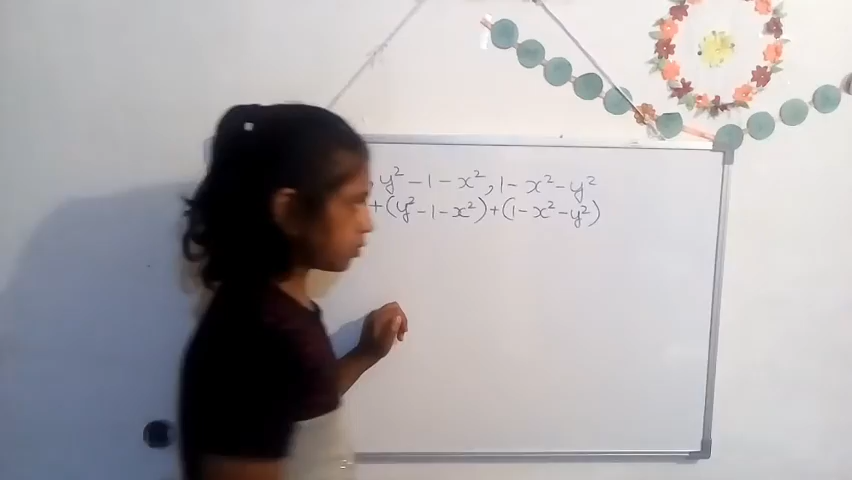 , y² - 1 - x², 1 - x² - y²
+ (y² - 1 - x²) + (1 - x² - y²)